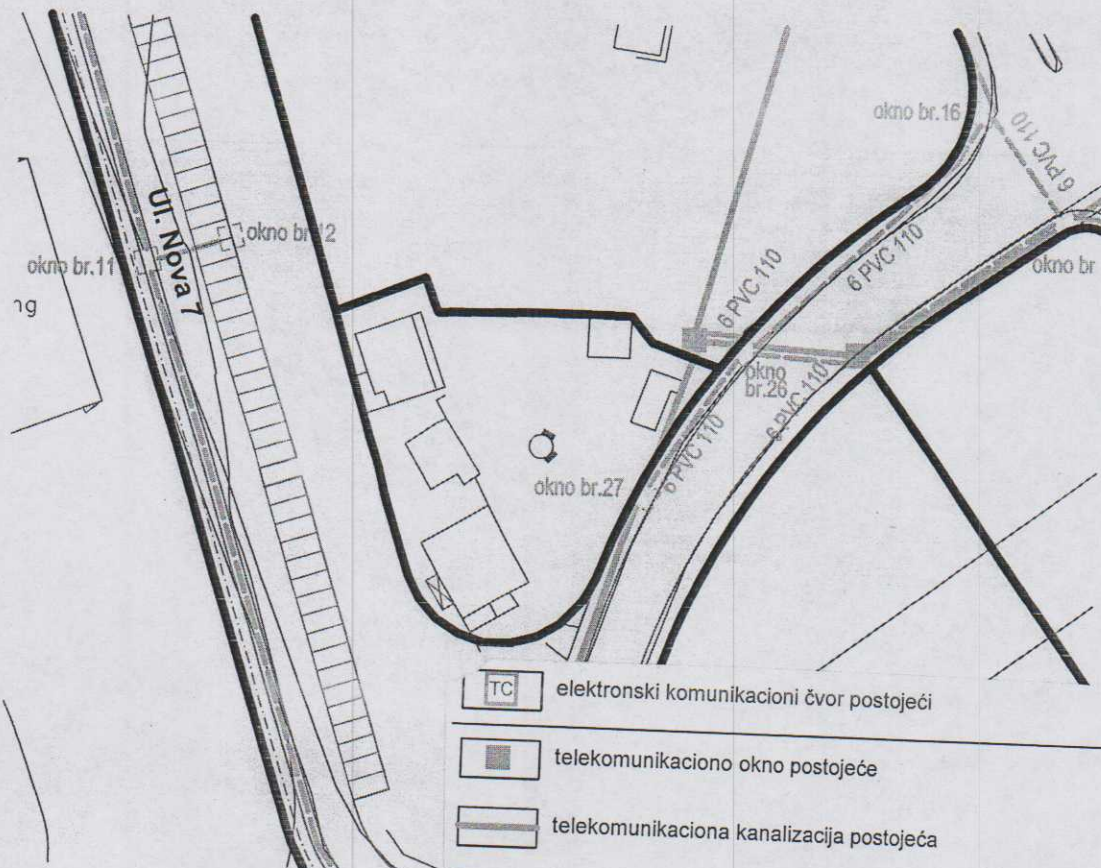 okno br.16
6 PVC 110
Ul. Nova 7
okno br.12
okno br.11
ng
6 PVC 110
6 PVC 110
okno br
okno
br.26
6 PVC 110
6 PVC 110
okno br.27
TC
elektronski komunikacioni čvor postojeći
telekomunikaciono okno postojeće
telekomunikaciona kanalizacija postojeća